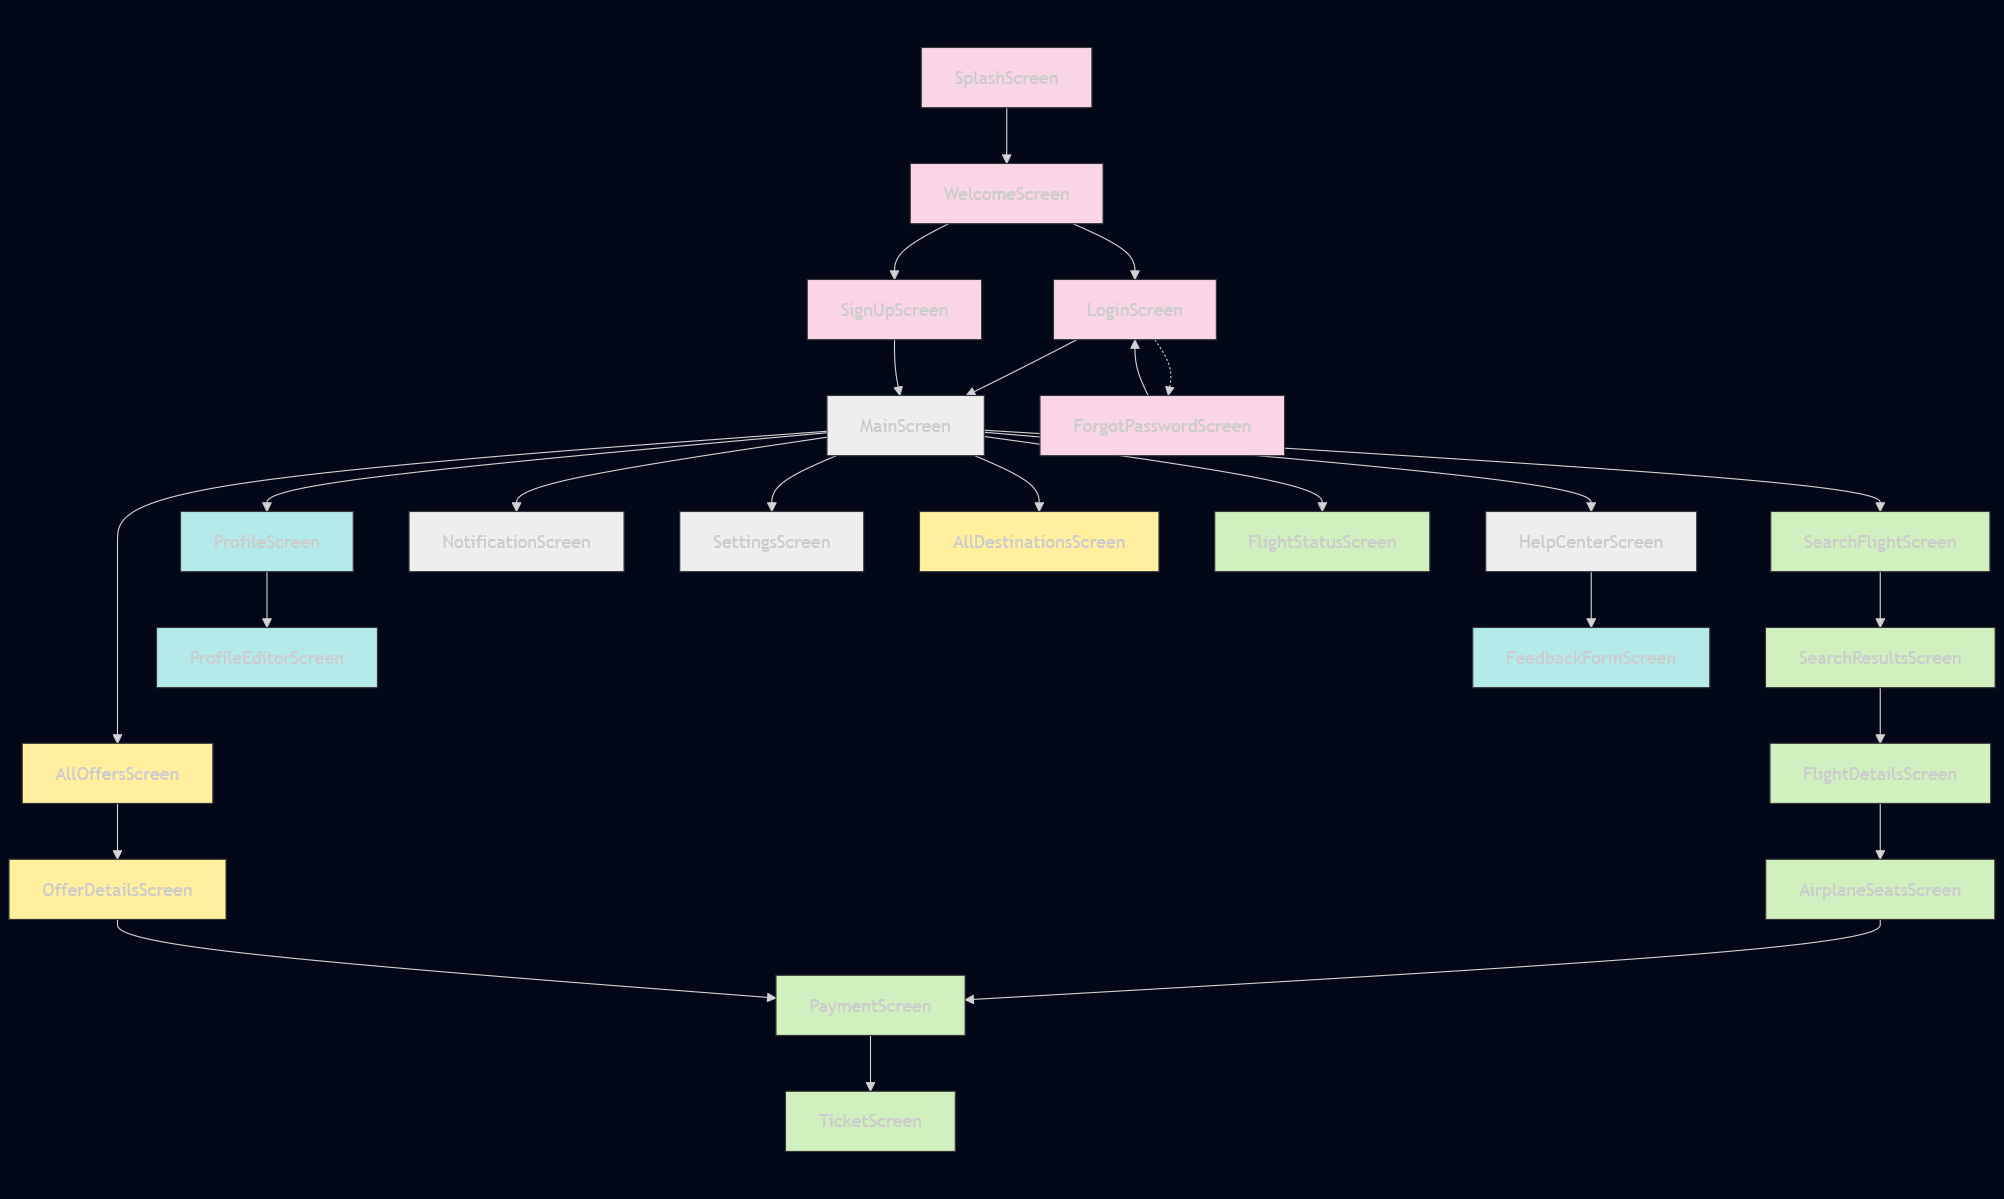 SplashScreen
WelcomeScreen
SignUpScreen
LoginScreen
MainScreen
ForgotPasswordScreen
ProfileScreen
NotificationScreen
SettingsScreen
AllDestinationsScreen
FlightStatusScreen
HelpCenterScreen
SearchFlightScreen
ProfileEditorScreen
FeedbackFormScreen
SearchResultsScreen
AllOffersScreen
FlightDetailsScreen
OfferDetailsScreen
AirplaneSeatsScreen
PaymentScreen
TicketScreen